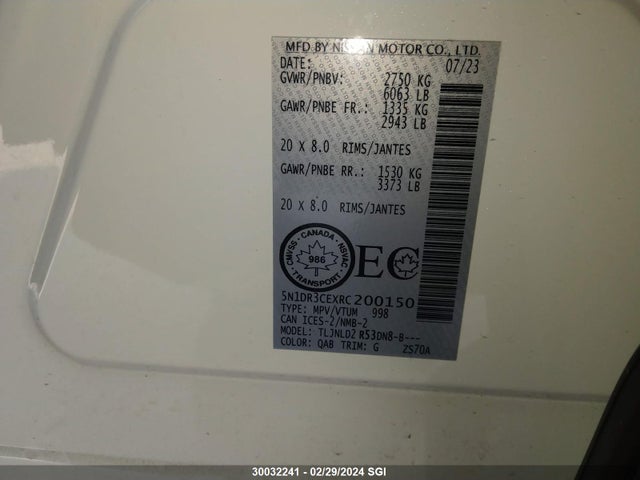 MFD BY NISSAN MOTOR CO., LTD.
DATE: 07/23
GVWR/PNBV: 2750 KG
6063 LB
GAWR/PNBE FR.: 1335 KG
2943 LB
20 x 8.0 RIMS/JANTES
GAWR/PNBE RR.: 1530 KG
3373 LB
20 x 8.0 RIMS/JANTES
CMVSS - CANADA - NSVAC
986
TRANSPORT
EC
5N1DR3CEXRC200150
TYPE: MPV/VTUM 998
CAN ICES-2/NMB-2
MODEL: TLJNLD2 R53DN8-B---
COLOR: QAB TRIM: G 2S70A
30032241 - 02/29/2024 SGI